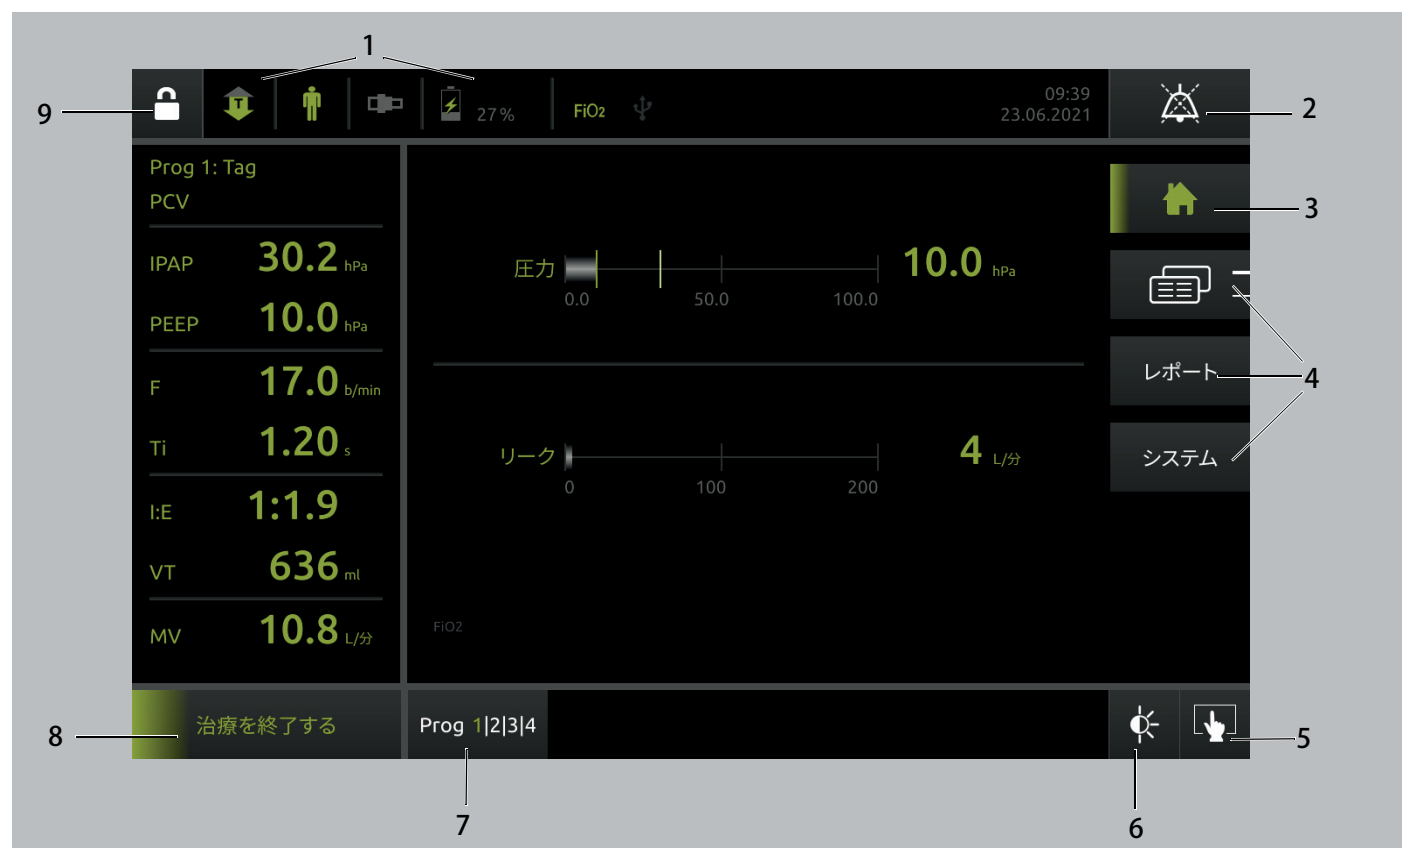 1
9
T
27%
FiO2
09:39
23.06.2021
2
Prog 1: Tag
PCV
3
IPAP 30.2 hPa
圧力 10.0 hPa
0.0 50.0 100.0
PEEP 10.0 hPa
F 17.0 b/min
レポート
4
Ti 1.20 s
リーク 4 L/分
システム
0 100 200
I:E 1:1.9
VT 636 ml
MV 10.8 L/分
FiO2
8
治療を終了する
Prog 1|2|3|4
5
7
6